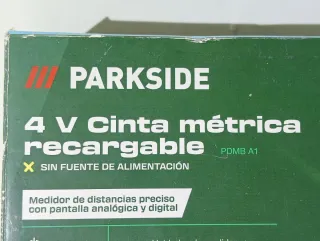 PARKSIDE
4 V Cinta métrica
recargable PDMB A1
SIN FUENTE DE ALIMENTACIÓN
Medidor de distancias preciso
con pantalla analógica y digital